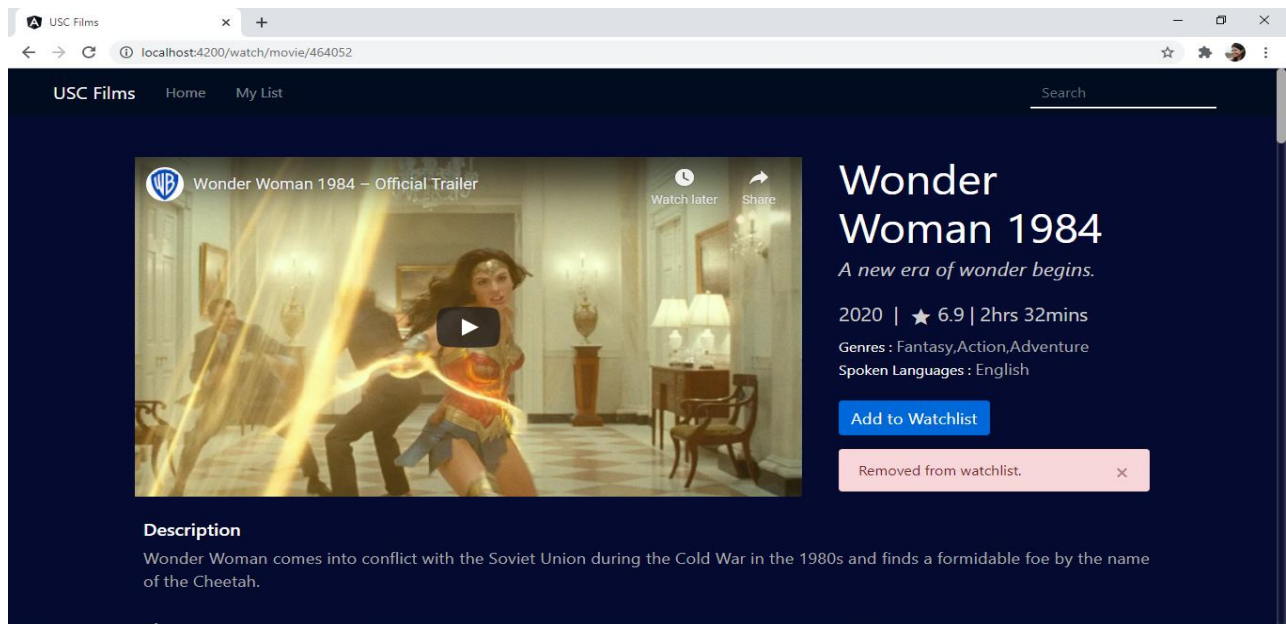 USC Films
localhost:4200/watch/movie/464052
USC Films Home My List Search
WB Wonder Woman 1984 – Official Trailer
Watch later Share
Wonder
Woman 1984
A new era of wonder begins.
2020 | ★ 6.9 | 2hrs 32mins
Genres : Fantasy,Action,Adventure
Spoken Languages : English
Add to Watchlist
Removed from watchlist. ×
Description
Wonder Woman comes into conflict with the Soviet Union during the Cold War in the 1980s and finds a formidable foe by the name
of the Cheetah.